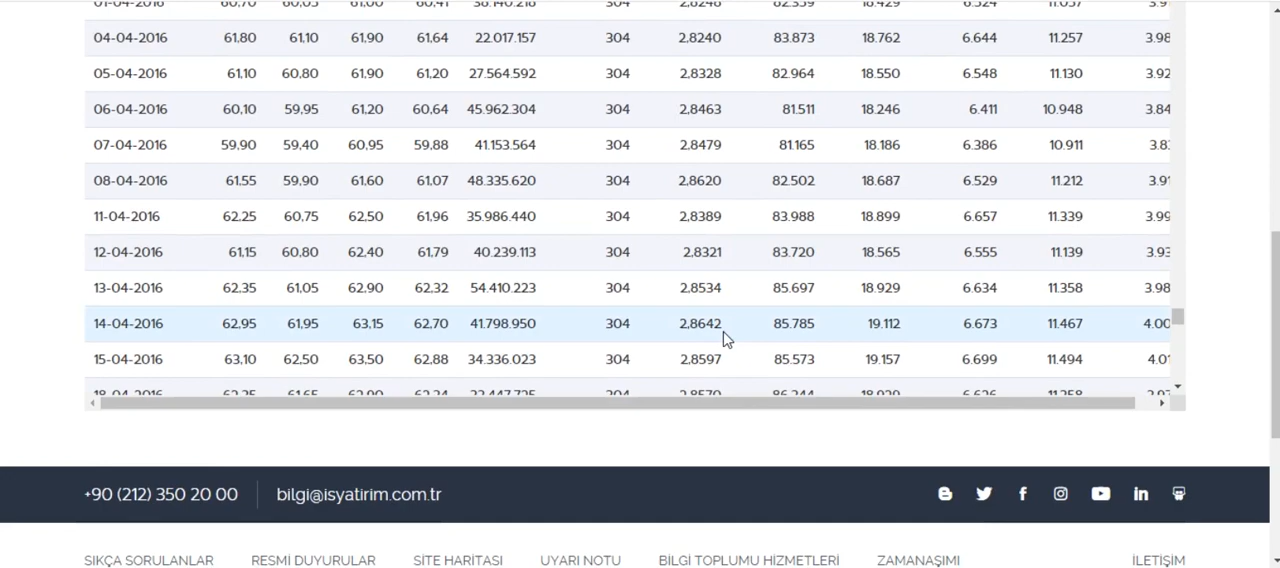 04-04-2016 61,80 61,10 61,90 61,64 22.017.157 304 2,8240 83.873 18.762 6.644 11.257 3.98
05-04-2016 61,10 60,80 61,90 61,20 27.564.592 304 2,8328 82.964 18.550 6.548 11.130 3.92
06-04-2016 60,10 59,95 61,20 60,64 45.962.304 304 2,8463 81.511 18.246 6.411 10.948 3.84
07-04-2016 59,90 59,40 60,95 59,88 41.153.564 304 2,8479 81.165 18.186 6.386 10.911 3.8
08-04-2016 61,55 59,90 61,60 61,07 48.335.620 304 2,8620 82.502 18.687 6.529 11.212 3.91
11-04-2016 62,25 60,75 62,50 61,96 35.986.440 304 2,8389 83.988 18.899 6.657 11.339 3.99
12-04-2016 61,15 60,80 62,40 61,79 40.239.113 304 2,8321 83.720 18.565 6.555 11.139 3.93
13-04-2016 62,35 61,05 62,90 62,32 54.410.223 304 2,8534 85.697 18.929 6.634 11.358 3.98
14-04-2016 62,95 61,95 63,15 62,70 41.798.950 304 2,8642 85.785 19.112 6.673 11.467 4.00
15-04-2016 63,10 62,50 63,50 62,88 34.336.023 304 2,8597 85.573 19.157 6.699 11.494 4.01
+90 (212) 350 20 00 bilgi@isyatirim.com.tr
SIKÇA SORULANLAR RESMİ DUYURULAR SİTE HARİTASI UYARI NOTU BİLGİ TOPLUMU HİZMETLERİ ZAMANAŞIMI İLETİŞİM